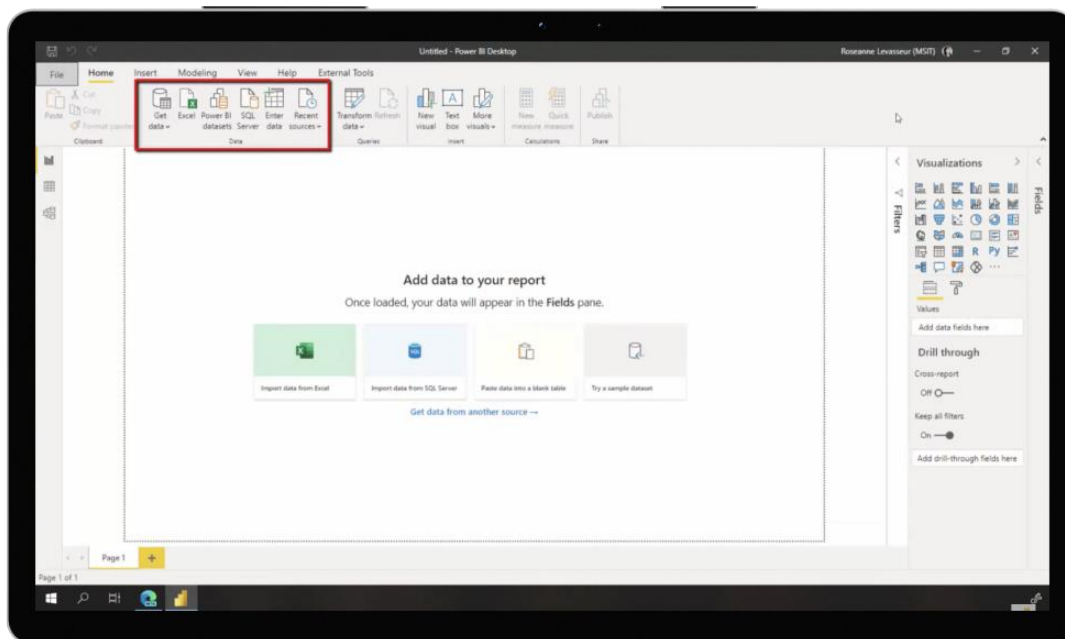 Untitled - Power BI Desktop
Roseanne Levasseur (MSIT)
File Home Insert Modeling View Help External Tools
Paste
Cut
Copy
Format painter
Get data
Excel
Power BI datasets
SQL Server
Enter data
Recent sources
Transform data
Refresh
New visual
Text box
More visuals
New measure
Quick measure
Publish
Clipboard
Data
Queries
Insert
Calculations
Share
Filters
Visualizations
Fields
R
Py
Values
Add data fields here
Drill through
Cross-report
Off
Keep all filters
On
Add drill-through fields here
Add data to your report
Once loaded, your data will appear in the Fields pane.
SQL
Import data from Excel
Import data from SQL Server
Paste data into a blank table
Try a sample dataset
Get data from another source →
Page 1
Page 1 of 1